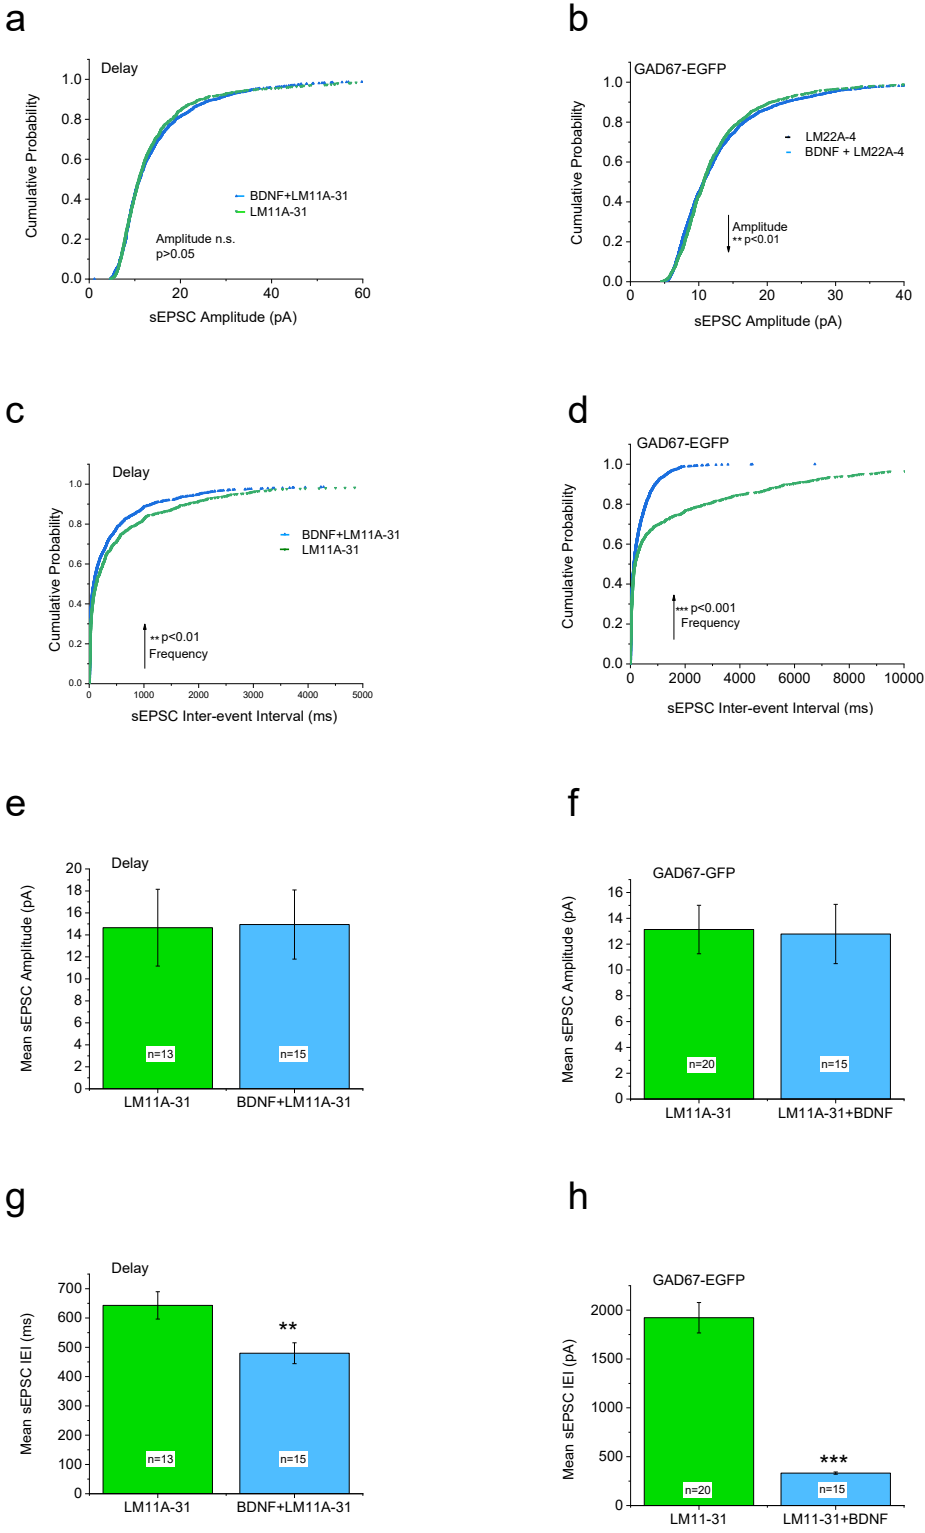 a
Delay
1.0
0.8
0.6
0.4
0.2
0.0
Cumulative Probability
BDNF+LM11A-31
LM11A-31
Amplitude n.s.
p>0.05
0 20 40 60
sEPSC Amplitude (pA)
b
GAD67-EGFP
1.0
0.8
0.6
0.4
0.2
0.0
Cumulative Probability
LM22A-4
BDNF + LM22A-4
Amplitude
** p<0.01
0 10 20 30 40
sEPSC Amplitude (pA)
c
Delay
1.0
0.8
0.6
0.4
0.2
0.0
Cumulative Probability
BDNF+LM11A-31
LM11A-31
** p<0.01
Frequency
0 1000 2000 3000 4000 5000
sEPSC Inter-event Interval (ms)
d
GAD67-EGFP
1.0
0.8
0.6
0.4
0.2
0.0
Cumulative Probability
*** p<0.001
Frequency
0 2000 4000 6000 8000 10000
sEPSC Inter-event Interval (ms)
e
Delay
20
18
16
14
12
10
8
6
4
2
0
Mean sEPSC Amplitude (pA)
n=13 n=15
LM11A-31 BDNF+LM11A-31
f
GAD67-GFP
16
14
12
10
8
6
4
2
0
Mean sEPSC Amplitude (pA)
n=20 n=15
LM11A-31 LM11A-31+BDNF
g
Delay
700
600
500
400
300
200
100
0
Mean sEPSC IEI (ms)
**
n=13 n=15
LM11A-31 BDNF+LM11A-31
h
GAD67-EGFP
2000
1500
1000
500
0
Mean sEPSC IEI (pA)
***
n=20 n=15
LM11-31 LM11-31+BDNF